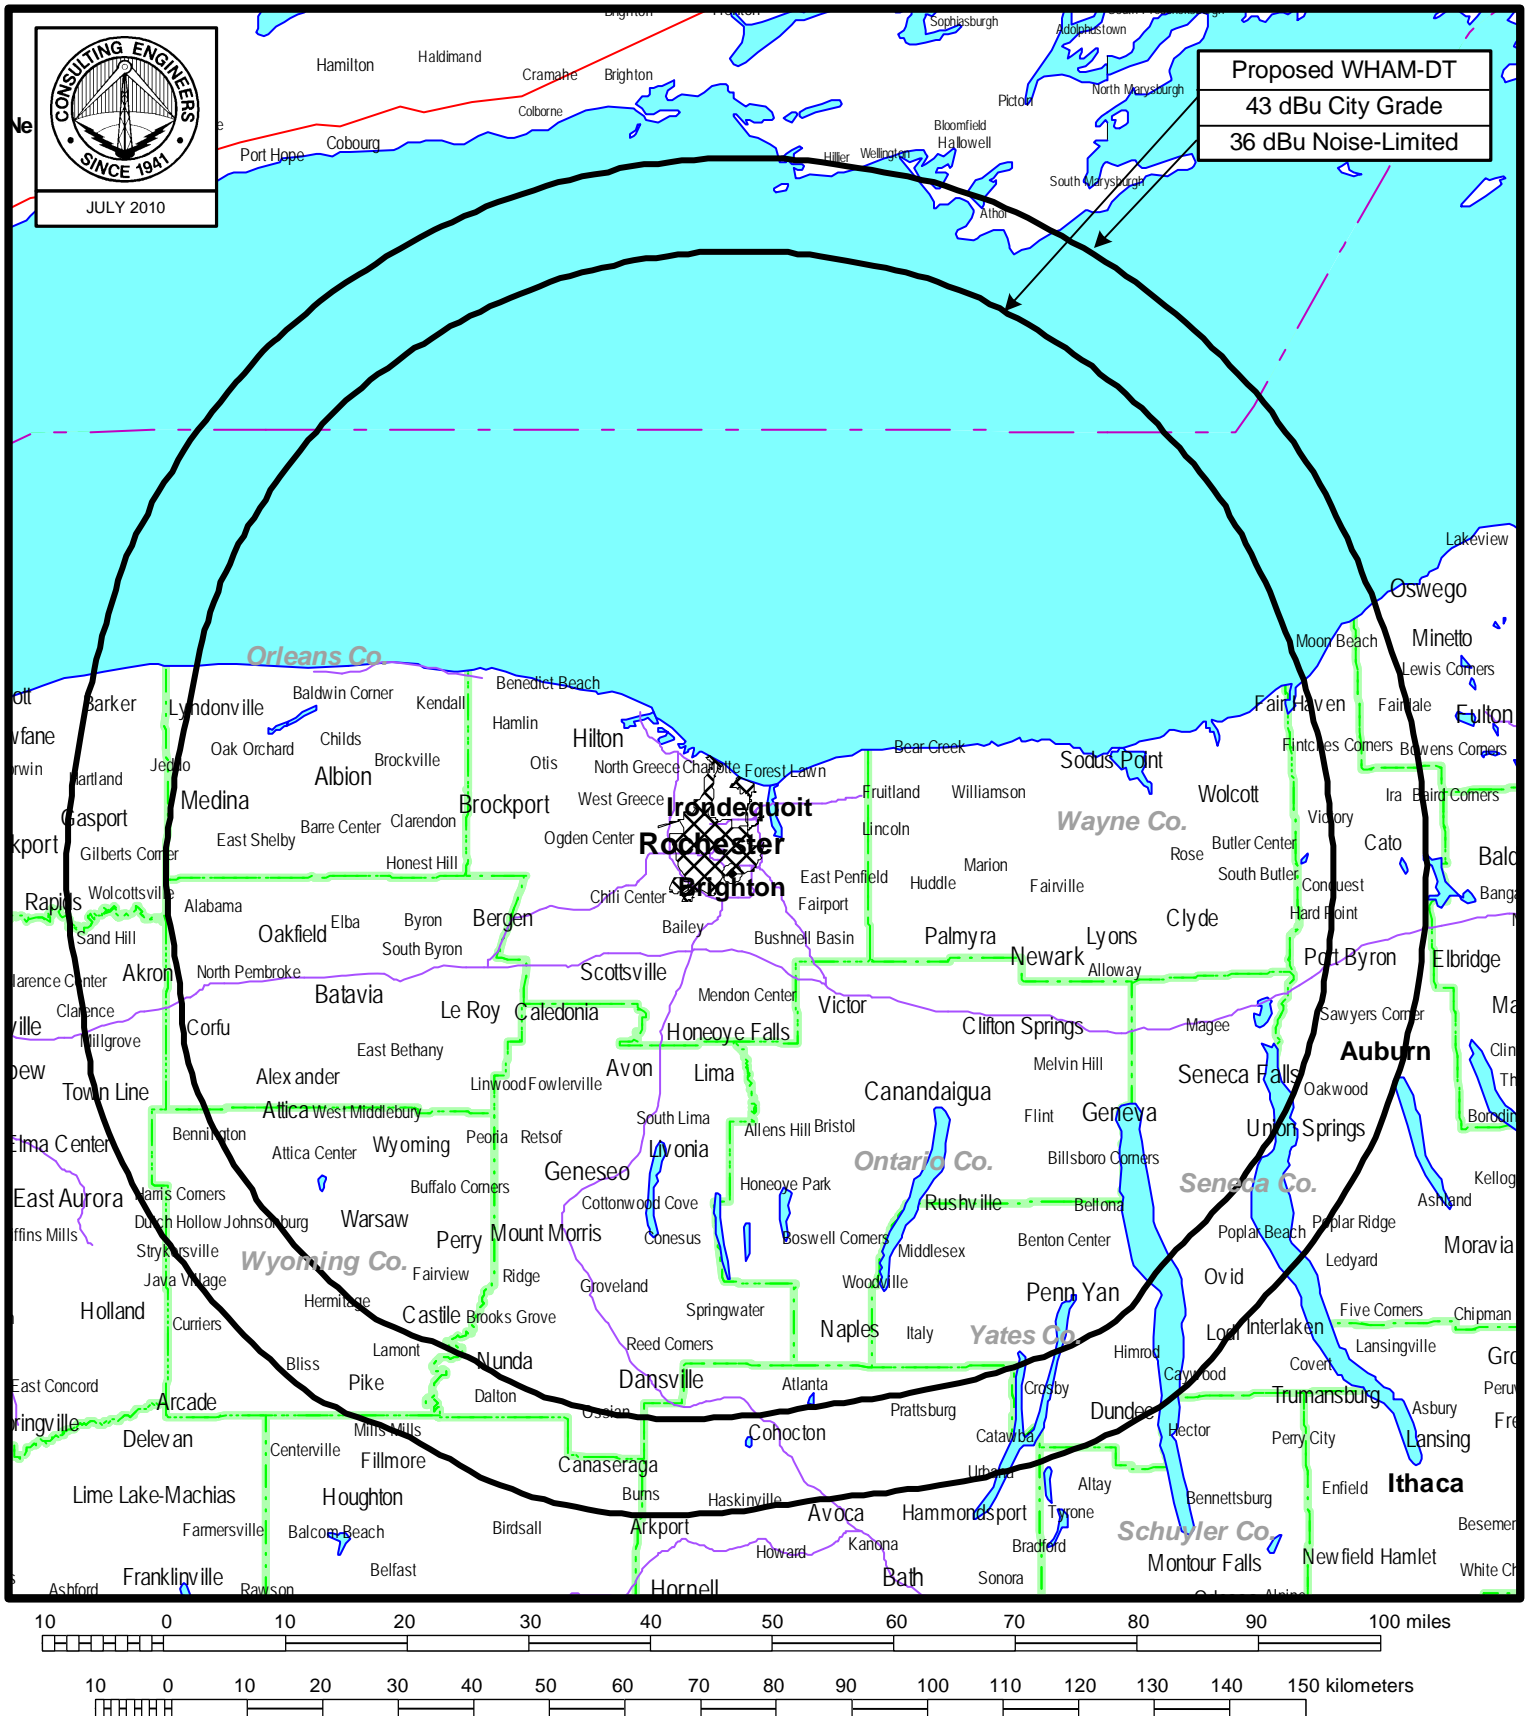 Brighton
Sophiasburgh
Adolphustown
Haldimand
Hamilton
Cramahe
Brighton
CONSULTING ENGINEERS
SINCE 1941
JULY 2010
Proposed WHAM-DT
43 dBu City Grade
36 dBu Noise-Limited
North Marysburgh
Picton
Colborne
Bloomfield
Hallowell
Ne
Cobourg
Port Hope
Hillier
Wellington
South Marysburgh
Athol
Lakeview
Oswego
Moon Beach
Minetto
Orleans Co.
Lewis Corners
Benedict Beach
Baldwin Corner
Kendall
Barker
Lyndonville
Fair Haven
Fairdale
Fulton
Hamlin
Hilton
Oak Orchard
Childs
Brockville
Otis
Bear Creek
Sodus Point
Fintches Corners
Bowens Corners
Hartland
Jeddo
Albion
North Greece
Charlotte
Forest Lawn
Medina
Brockport
West Greece
Irondequoit
Fruitland
Williamson
Wolcott
Ira
Baird Corners
Gasport
Barre Center
Clarendon
Wayne Co.
Victory
East Shelby
Ogden Center
Rochester
Lincoln
Butler Center
Cato
kport
Gilberts Corner
Honest Hill
Rose
Bald
Marion
South Butler
Rapids
Wolcottsville
Alabama
Chili Center
Brighton
East Penfield
Huddle
Fairville
Conquest
Fairport
Hard Point
Elba
Byron
Bergen
Bailey
Clyde
Sand Hill
Oakfield
South Byron
Bushnell Basin
Palmyra
Lyons
Newark
Port Byron
Elbridge
Akron
North Pembroke
Scottsville
Alloway
larence Center
Batavia
Mendon Center
Victor
Clarence
Le Roy
Caledonia
Honeoye Falls
Clifton Springs
Magee
Sawyers Corner
ville
Millgrove
Corfu
East Bethany
Auburn
Avon
Lima
Melvin Hill
Seneca Falls
Town Line
Alexander
Linwood
Fowlerville
Canandaigua
Oakwood
Attica
West Middlebury
South Lima
Flint
Geneva
Bennington
Peoria
Retsof
Allens Hill
Bristol
Union Springs
Elma Center
Attica Center
Wyoming
Livonia
Ontario Co.
Billsboro Corners
Geneseo
Seneca Co.
East Aurora
Harris Corners
Buffalo Corners
Cottonwood Cove
Honeoye Park
Rushville
Bellona
Ashland
Dutch Hollow
Johnsonburg
Warsaw
Mount Morris
Perry
Conesus
Boswell Corners
Middlesex
Benton Center
Poplar Beach
Poplar Ridge
Moravia
Strykersville
Wyoming Co.
Ledyard
Java Village
Fairview
Ridge
Groveland
Woodville
Penn Yan
Ovid
Holland
Curriers
Hermitage
Castile
Brooks Grove
Springwater
Naples
Italy
Yates Co.
Lodi
Interlaken
Five Corners
Chipman
Lamont
Reed Corners
Himrod
Lansingville
Bliss
Nunda
Covert
East Concord
Pike
Dalton
Dansville
Atlanta
Crosby
Caywood
Trumansburg
Arcade
Ossian
Prattsburg
Dundee
Asbury
Delevan
Mills Mills
Cohocton
Catawba
Hector
Perry City
Lansing
Centerville
Fillmore
Canaseraga
Urbana
Altay
Enfield
Ithaca
Lime Lake-Machias
Houghton
Burns
Haskinville
Avoca
Hammondsport
Tyrone
Bennettsburg
Farmersville
Balcom Beach
Birdsall
Arkport
Kanona
Bradford
Schuyler Co.
Howard
Montour Falls
Newfield Hamlet
Belfast
Franklinville
Bath
Sonora
Ashford
Rawson
Hornell
10 0 10 20 30 40 50 60 70 80 90 100 miles
10 0 10 20 30 40 50 60 70 80 90 100 110 120 130 140 150 kilometers